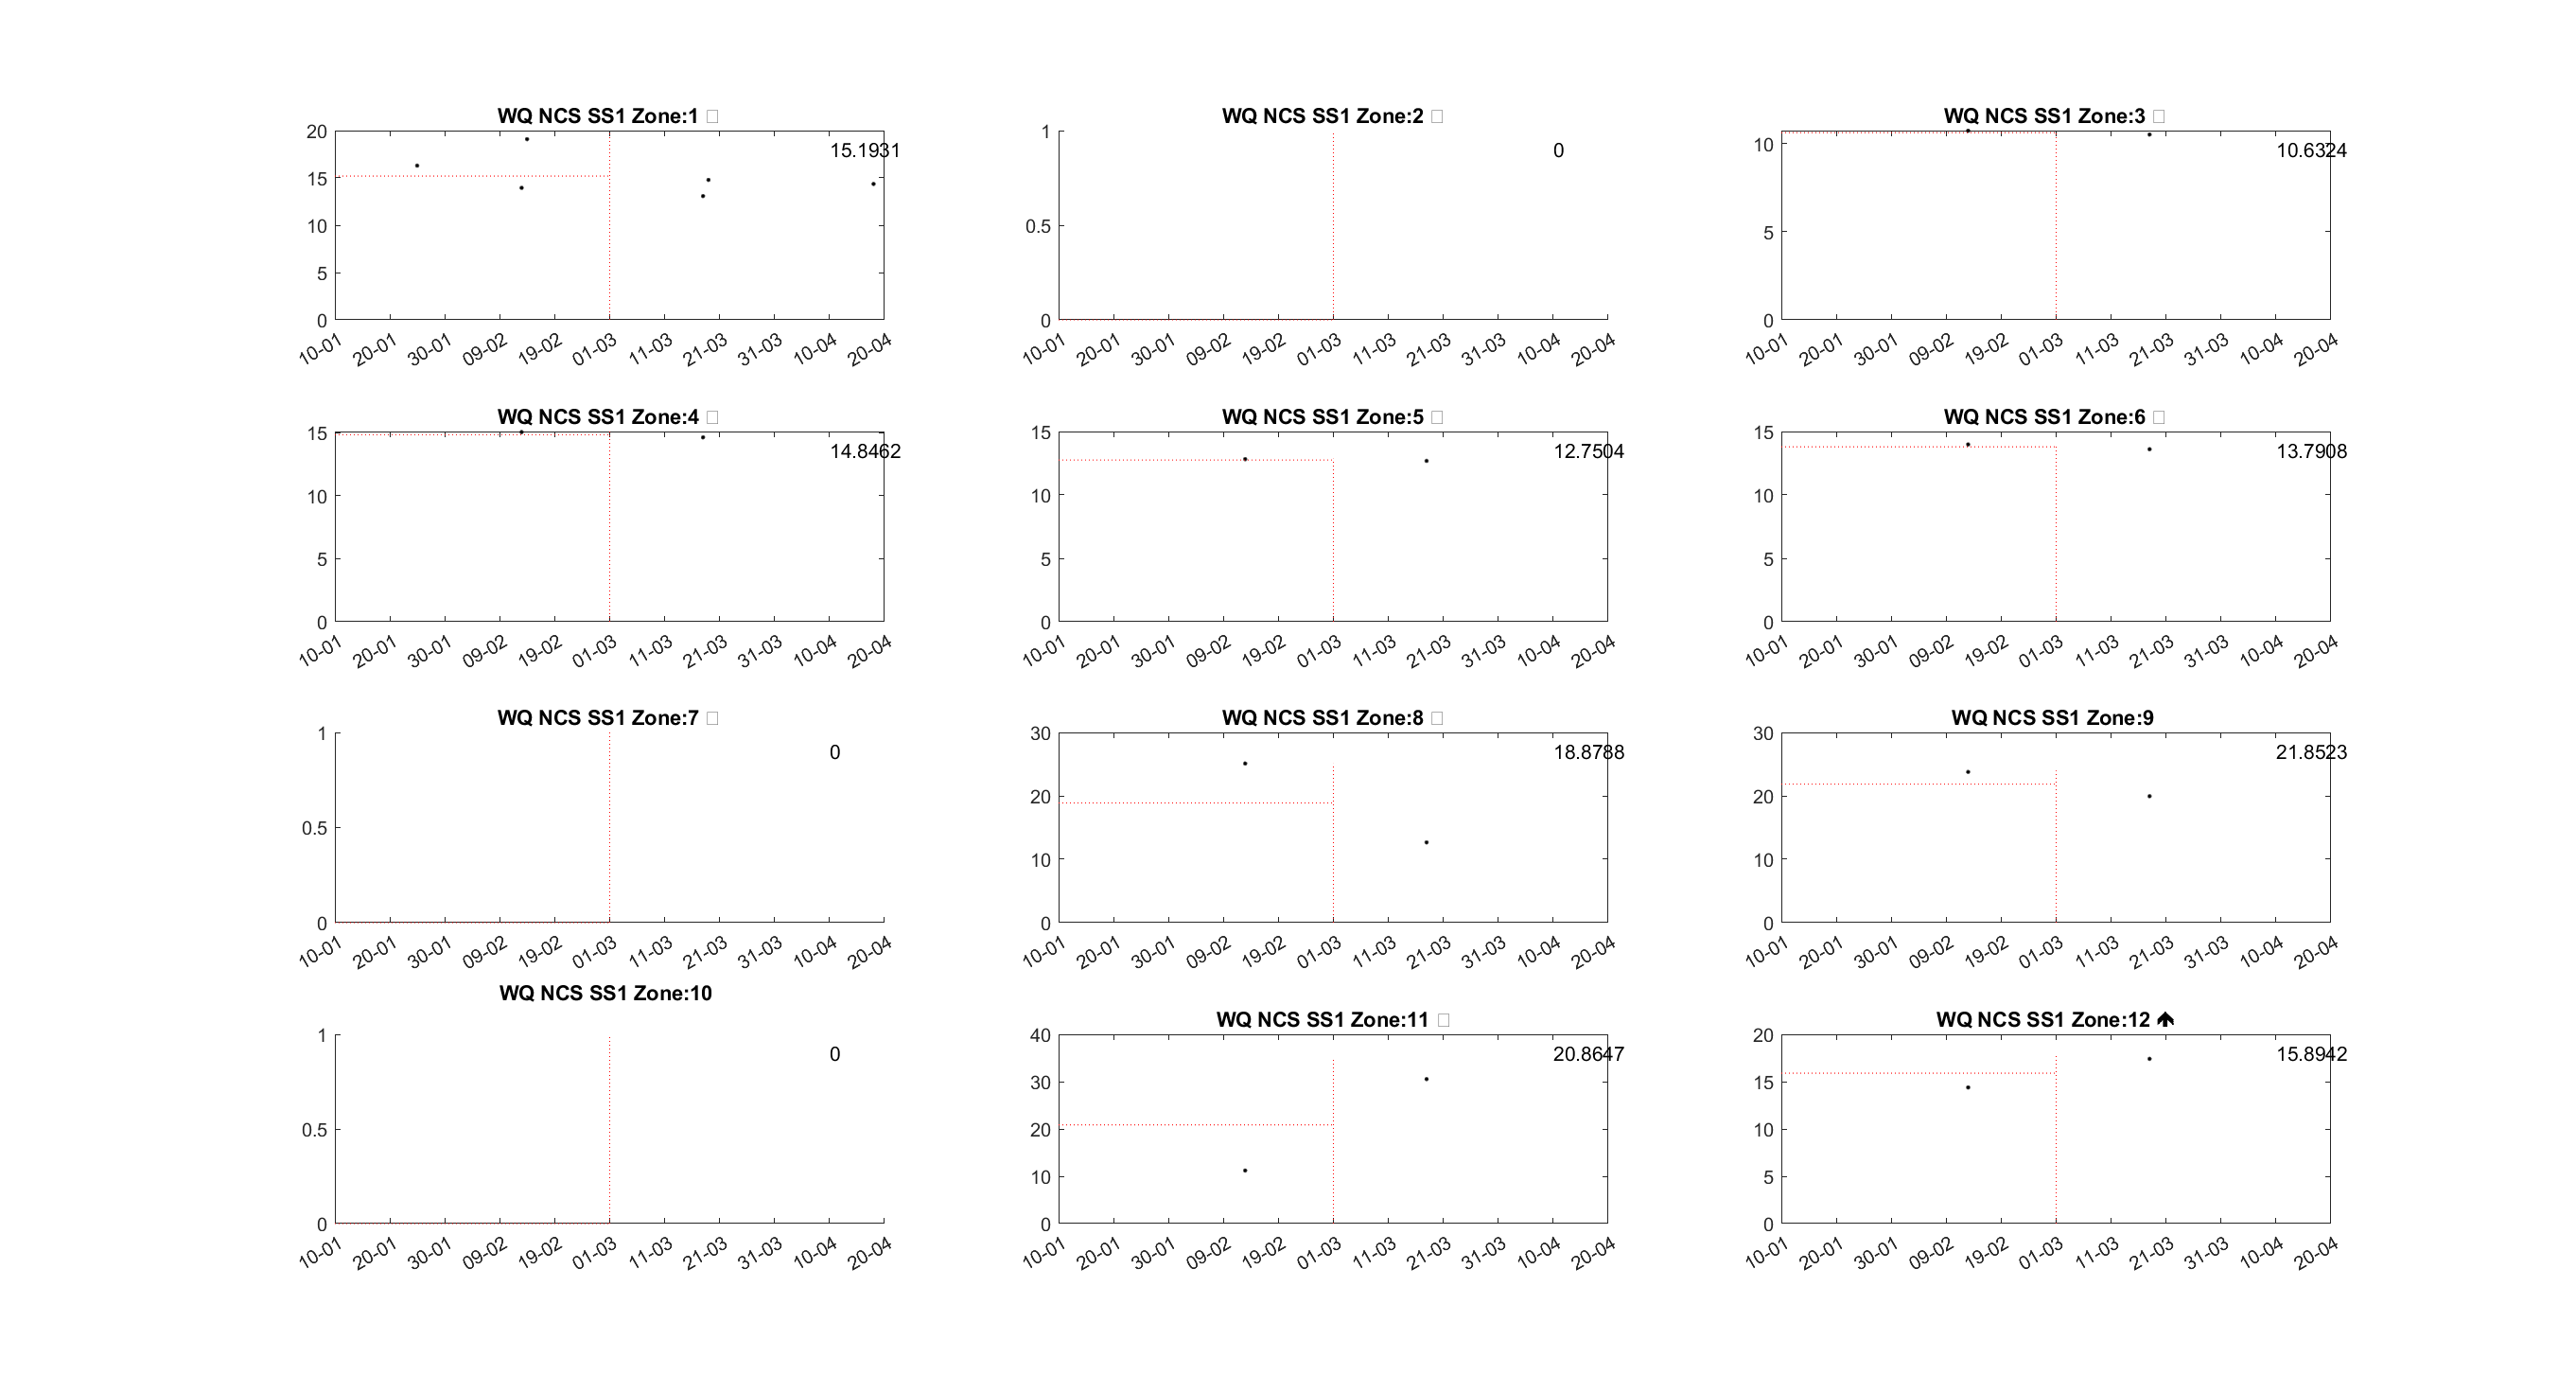 WQ NCS SS1 Zone:1
20
15
10
5
0
15.1931
10-01 20-01 30-01 09-02 19-02 01-03 11-03 21-03 31-03 10-04 20-04
WQ NCS SS1 Zone:2
1
0.5
0
0
10-01 20-01 30-01 09-02 19-02 01-03 11-03 21-03 31-03 10-04 20-04
WQ NCS SS1 Zone:3
10
5
0
10.6324
10-01 20-01 30-01 09-02 19-02 01-03 11-03 21-03 31-03 10-04 20-04
WQ NCS SS1 Zone:4
15
10
5
0
14.8462
10-01 20-01 30-01 09-02 19-02 01-03 11-03 21-03 31-03 10-04 20-04
WQ NCS SS1 Zone:5
15
10
5
0
12.7504
10-01 20-01 30-01 09-02 19-02 01-03 11-03 21-03 31-03 10-04 20-04
WQ NCS SS1 Zone:6
15
10
5
0
13.7908
10-01 20-01 30-01 09-02 19-02 01-03 11-03 21-03 31-03 10-04 20-04
WQ NCS SS1 Zone:7
1
0.5
0
0
10-01 20-01 30-01 09-02 19-02 01-03 11-03 21-03 31-03 10-04 20-04
WQ NCS SS1 Zone:8
30
20
10
0
18.8788
10-01 20-01 30-01 09-02 19-02 01-03 11-03 21-03 31-03 10-04 20-04
WQ NCS SS1 Zone:9
30
20
10
0
21.8523
10-01 20-01 30-01 09-02 19-02 01-03 11-03 21-03 31-03 10-04 20-04
WQ NCS SS1 Zone:10
1
0.5
0
0
10-01 20-01 30-01 09-02 19-02 01-03 11-03 21-03 31-03 10-04 20-04
WQ NCS SS1 Zone:11
40
30
20
10
0
20.8647
10-01 20-01 30-01 09-02 19-02 01-03 11-03 21-03 31-03 10-04 20-04
WQ NCS SS1 Zone:12
20
15
10
5
0
15.8942
10-01 20-01 30-01 09-02 19-02 01-03 11-03 21-03 31-03 10-04 20-04